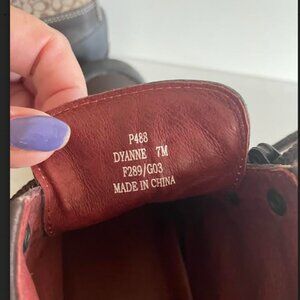 P488
DYANNE 7M
F289/G03
MADE IN CHINA